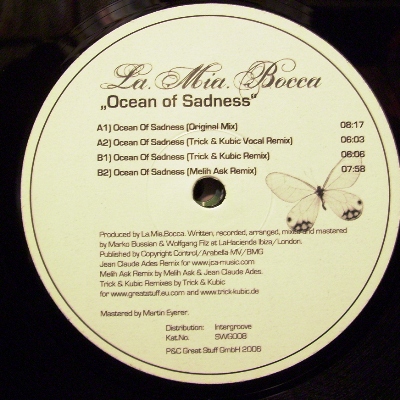 La. Mia. Bocca
„Ocean of Sadness“
A1) Ocean Of Sadness (Original Mix) 08:17
A2) Ocean Of Sadness (Trick & Kubic Vocal Remix) 06:03
B1) Ocean Of Sadness (Trick & Kubic Remix) 06:06
B2) Ocean Of Sadness (Melih Ask Remix) 07:58
Produced by La.Mia.Bocca. Written, recorded, arranged, mixed and mastered
by Marko Bussian & Wolfgang Filz at LaHacienda Ibiza/London.
Published by Copyright Control/Arabella MV/BMG
Jean Claude Ades Remix for www.jca-music.com
Melih Ask Remix by Melih Ask & Jean Claude Ades.
Trick & Kubic Remixes by Trick & Kubic
for www.greatstuff.eu.com and www.trick-kubic.de
Mastered by Martin Eyerer.
Distribution: Intergroove
Kat.No. SWG008
P&C Great Stuff GmbH 2006